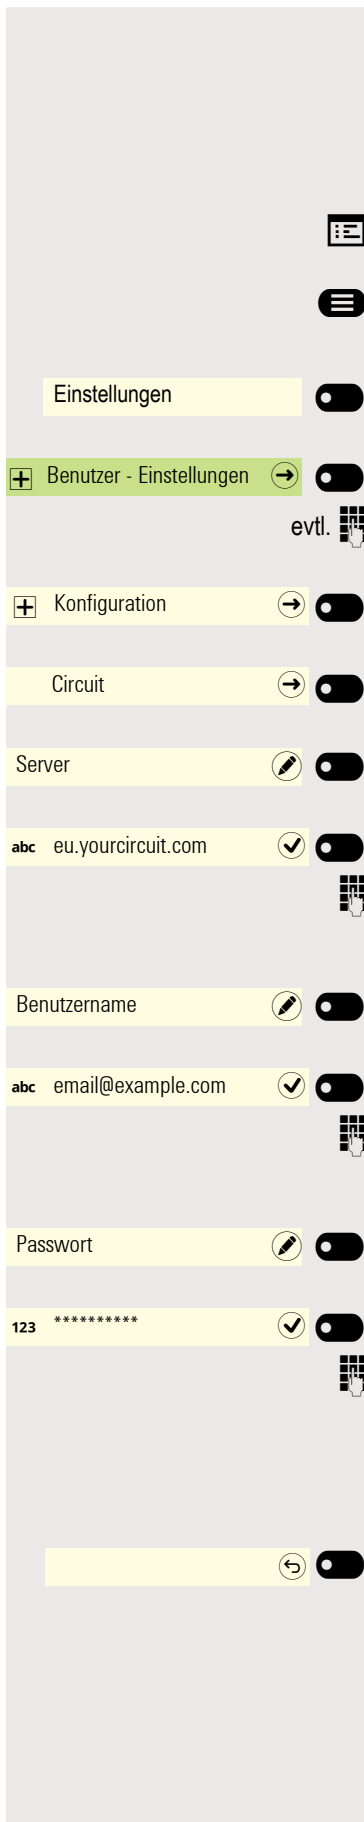 Einstellungen
Benutzer - Einstellungen
evtl.
Konfiguration
Circuit
Server
abc eu.yourcircuit.com
Benutzername
abc email@example.com
Passwort
123 **********